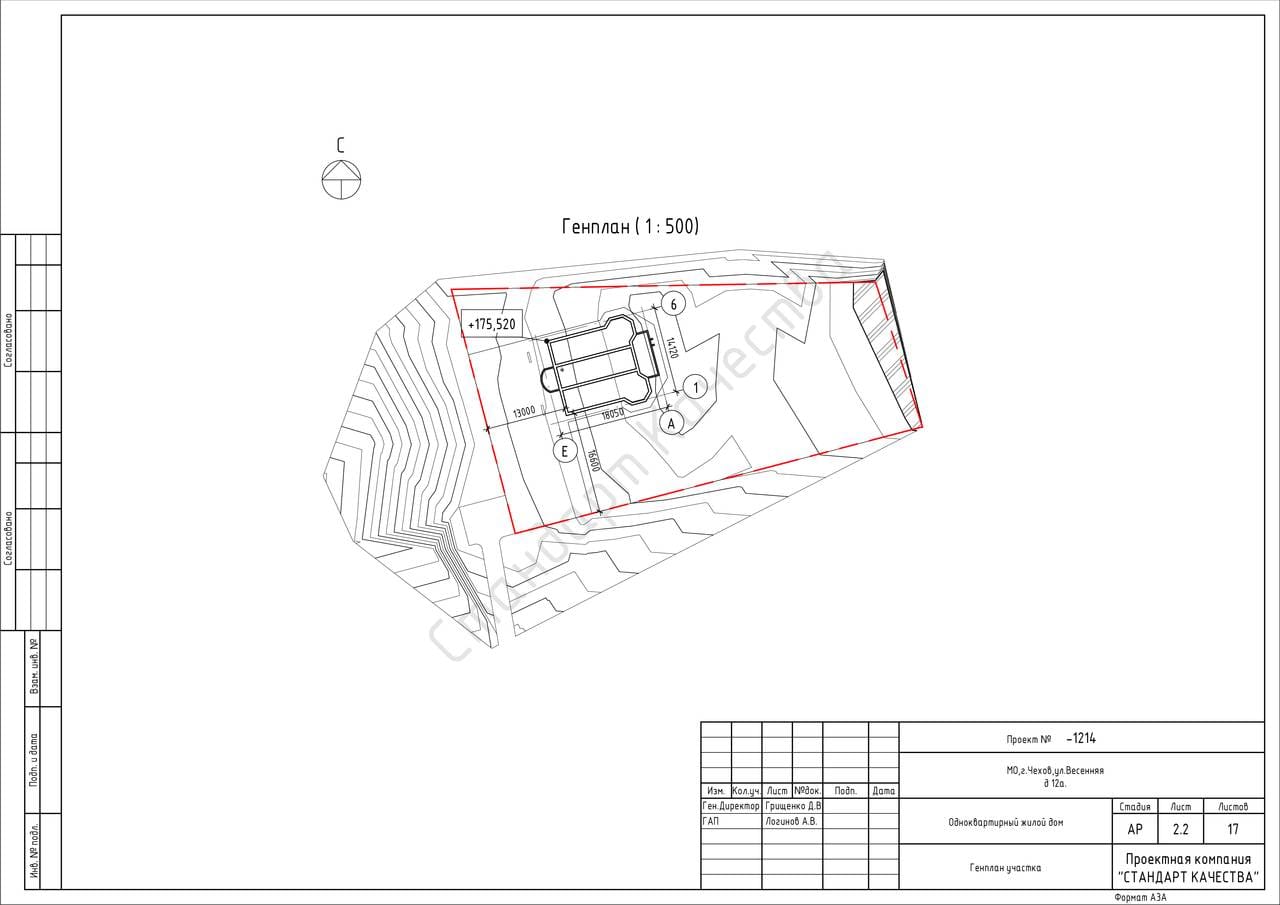 С
Генплан ( 1 : 500)
+175,520
6
14120
1
13000
18050
А
Е
16600
Стандарт Качества
Согласовано
Согласовано
Взам. инв. №
Подп. и дата
Инв. № подл.
Проект № -1214
МО,г.Чехов,ул.Весенняя
д 12а.
Изм. Кол.уч. Лист №док. Подп. Дата
Ген.Директор Грищенко Д.В
ГАП Логинов А.В.
Одноквартирный жилой дом
Стадия Лист Листов
АР 2.2 17
Генплан участка
Проектная компания
"СТАНДАРТ КАЧЕСТВА"
Формат А3А